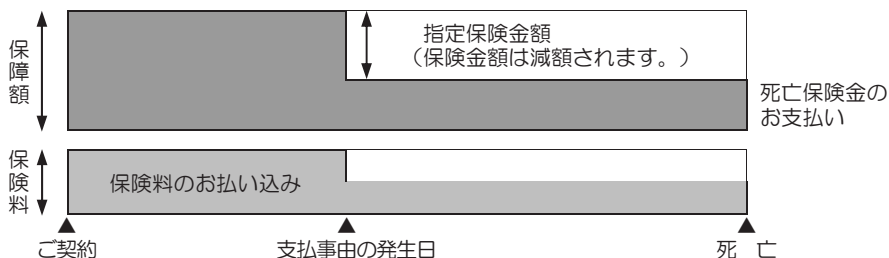 保障額
指定保険金額
（保険金額は減額されます。）
死亡保険金の
お支払い
保険料
保険料のお払い込み
ご契約
支払事由の発生日
死　亡